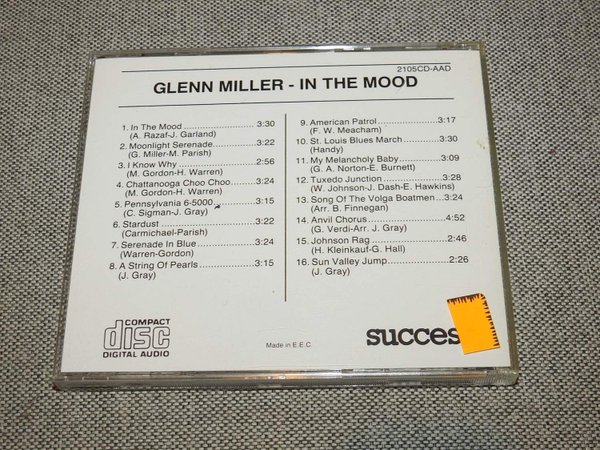 2105CD-AAD
GLENN MILLER - IN THE MOOD
1. In The Mood 3:30
(A. Razaf-J. Garland)
2. Moonlight Serenade 3:22
(G. Miller-M. Parish)
3. I Know Why 2:56
(M. Gordon-H. Warren)
4. Chattanooga Choo Choo 3:24
(M. Gordon-H. Warren)
5. Pennsylvania 6-5000 3:15
(C. Sigman-J. Gray)
6. Stardust 3:22
(Carmichael-Parish)
7. Serenade In Blue 3:24
(Warren-Gordon)
8. A String Of Pearls 3:15
(J. Gray)
9. American Patrol 3:17
(F. W. Meacham)
10. St. Louis Blues March 3:30
(Handy)
11. My Melancholy Baby 3:09
(G. A. Norton-E. Burnett)
12. Tuxedo Junction 3:28
(W. Johnson-J. Dash-E. Hawkins)
13. Song Of The Volga Boatmen 3:24
(Arr. B. Finnegan)
14. Anvil Chorus 4:52
(G. Verdi-Arr. J. Gray)
15. Johnson Rag 2:46
(H. Kleinkauf-G. Hall)
16. Sun Valley Jump 2:26
(J. Gray)
COMPACT
disc
DIGITAL AUDIO
Made in E.E.C.
succes